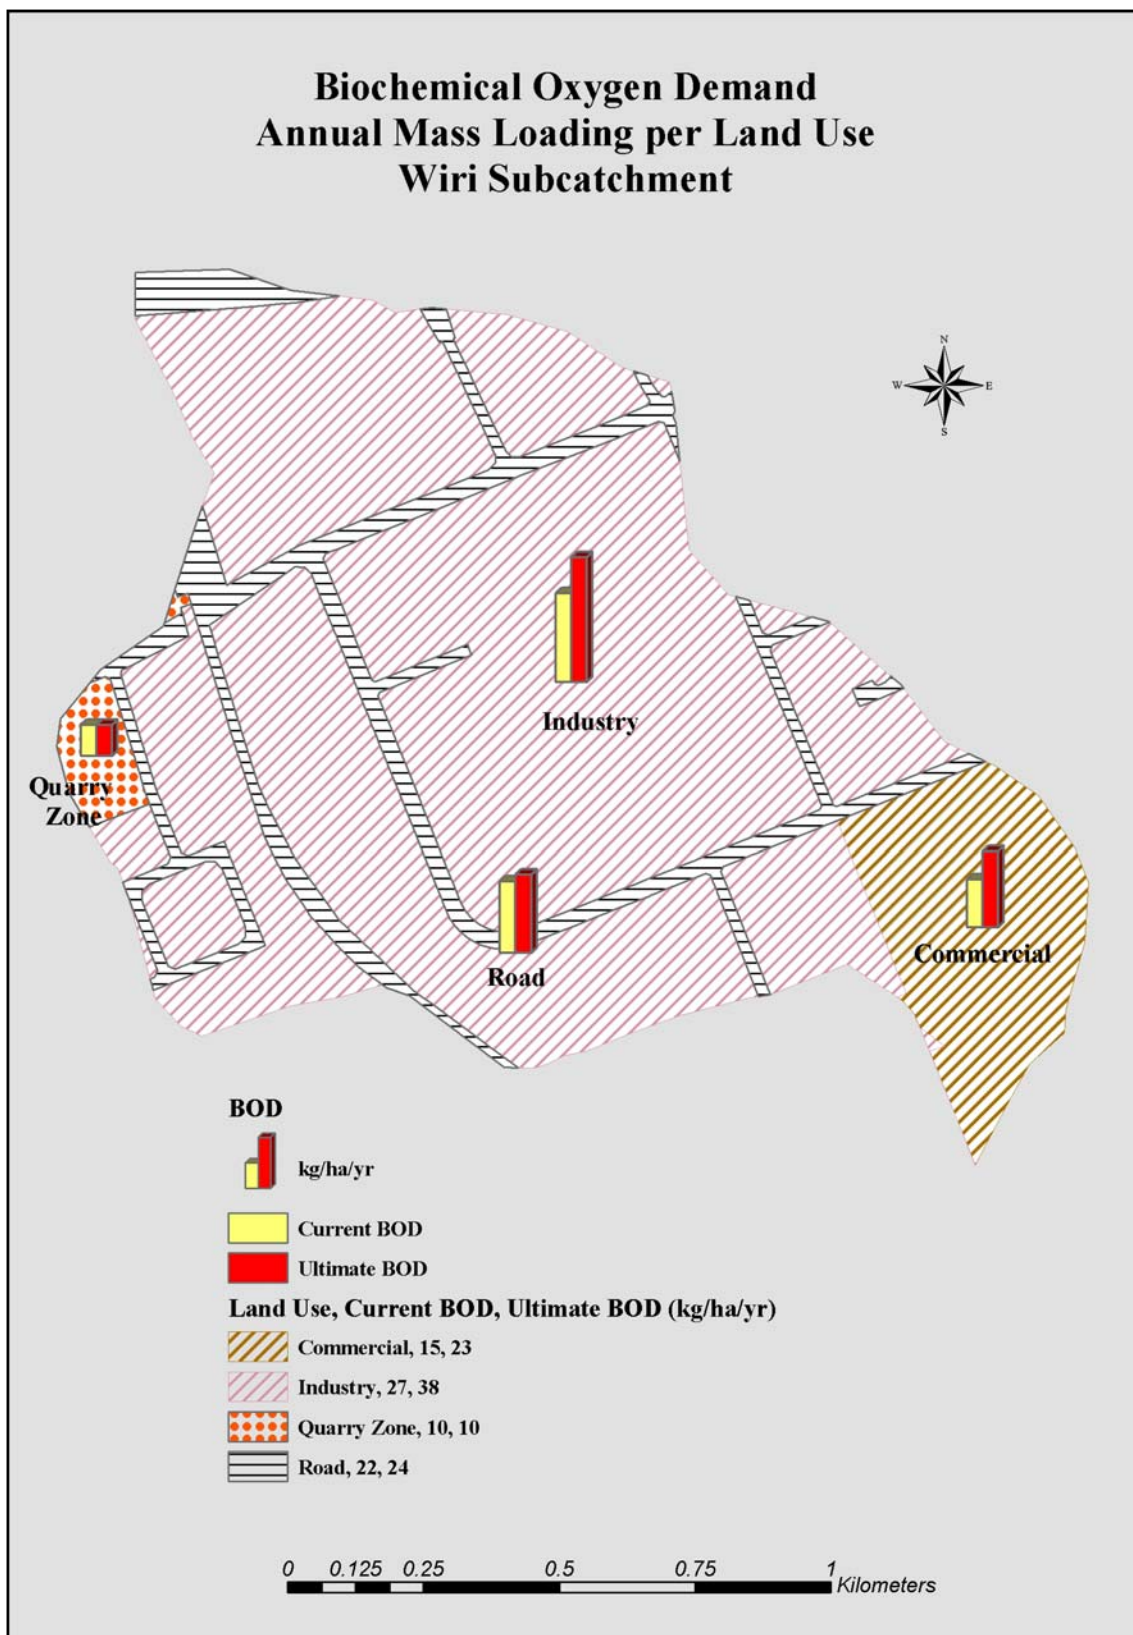 Biochemical Oxygen Demand
Annual Mass Loading per Land Use
Wiri Subcatchment
N
W E
S
Industry
Quarry
Zone
Commercial
Road
BOD
kg/ha/yr
Current BOD
Ultimate BOD
Land Use, Current BOD, Ultimate BOD (kg/ha/yr)
Commercial, 15, 23
Industry, 27, 38
Quarry Zone, 10, 10
Road, 22, 24
0 0.125 0.25 0.5 0.75 1
Kilometers